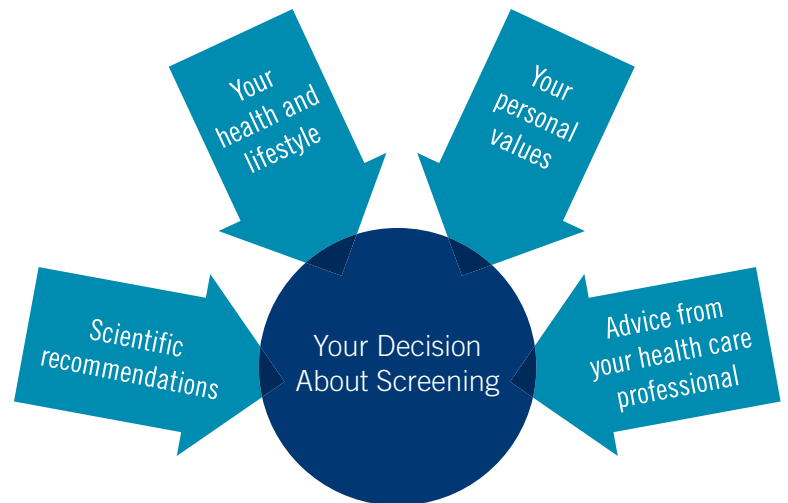 Your
health and
lifestyle
Your
personal
values
Scientific
recommendations
Your Decision
About Screening
Advice from
your health care
professional